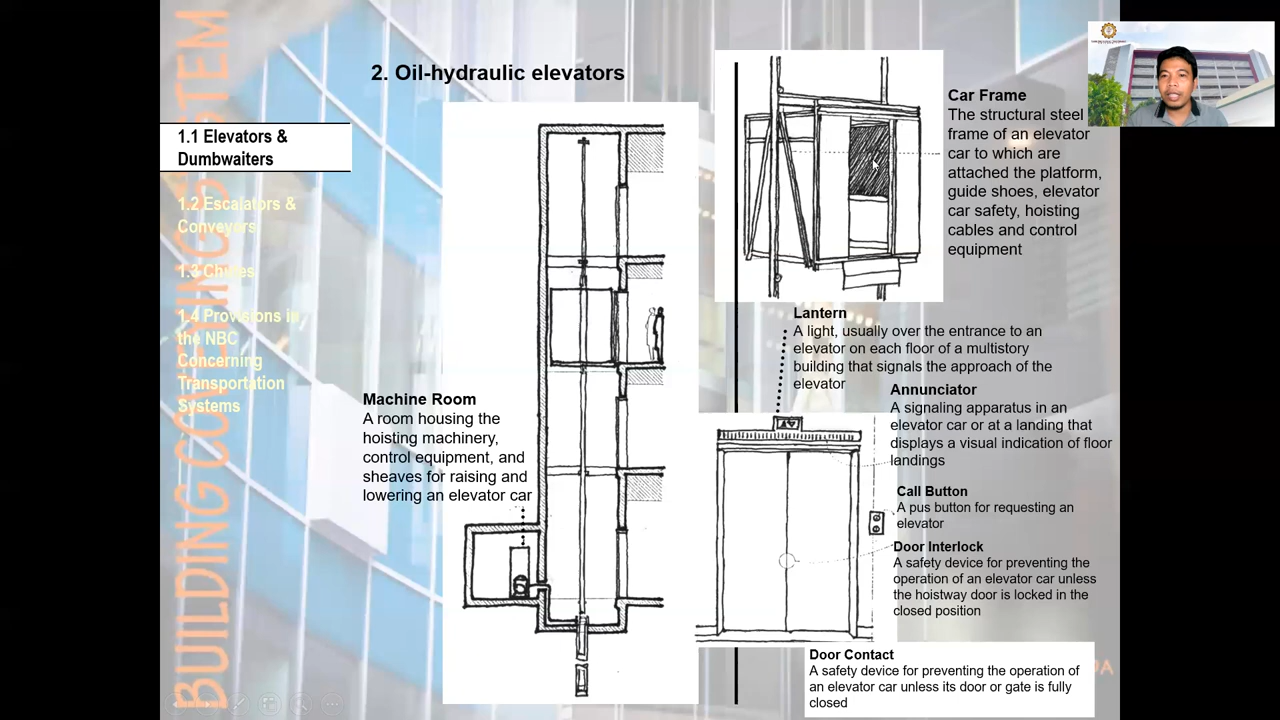 BUILDING CONVEYING SYSTEM
2. Oil-hydraulic elevators
1.1 Elevators &
Dumbwaiters
1.2 Escalators &
Conveyors
1.3 Chutes
1.4 Provisions in
the NBC
Concerning
Transportation
Systems
Machine Room
A room housing the
hoisting machinery,
control equipment, and
sheaves for raising and
lowering an elevator car
Car Frame
The structural steel
frame of an elevator
car to which are
attached the platform,
guide shoes, elevator
car safety, hoisting
cables and control
equipment
Lantern
A light, usually over the entrance to an
elevator on each floor of a multistory
building that signals the approach of the
elevator
Annunciator
A signaling apparatus in an
elevator car or at a landing that
displays a visual indication of floor
landings
Call Button
A pus button for requesting an
elevator
Door Interlock
A safety device for preventing the
operation of an elevator car unless
the hoistway door is locked in the
closed position
Door Contact
A safety device for preventing the operation of
an elevator car unless its door or gate is fully
closed